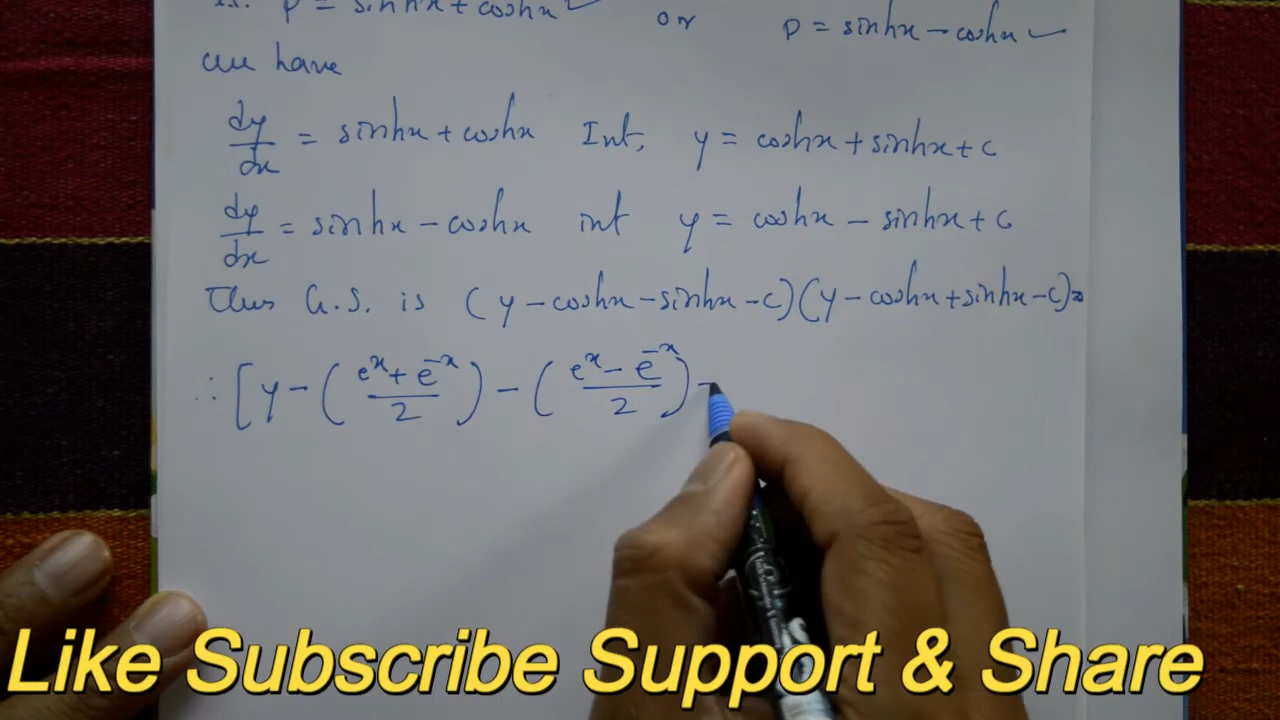 p = sinhx + coshx or p = sinhx - coshx
we have
dy/dx = sinhx + coshx Int, y = coshx + sinhx + c
dy/dx = sinhx - coshx int y = coshx - sinhx + c
Thus G.S. is (y - coshx - sinhx - c)(y - coshx + sinhx - c) =
∴ [y - (e^x + e^-x / 2) - (e^x - e^-x / 2) -
Like Subscribe Support & Share